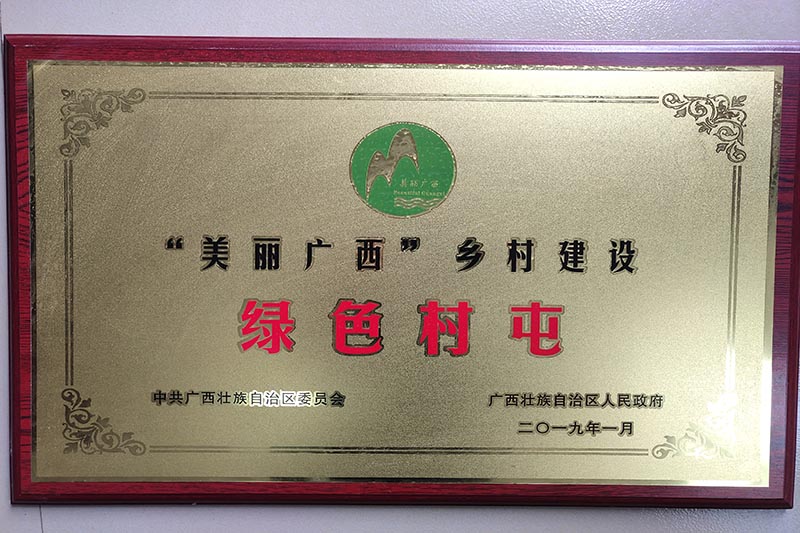 美丽广西
Beautiful Guangxi
“美丽广西”乡村建设
绿色村屯
中共广西壮族自治区委员会
广西壮族自治区人民政府
二〇一九年一月